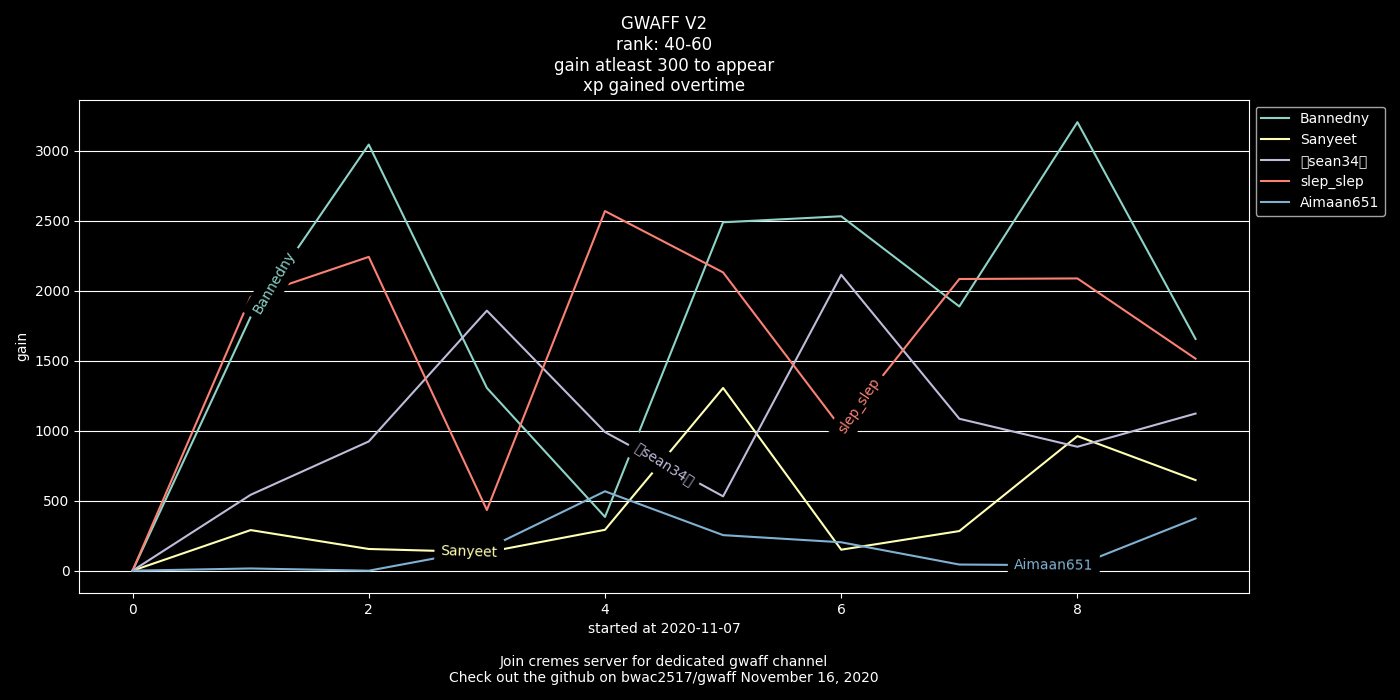 GWAFF V2
rank: 40-60
gain atleast 300 to appear
xp gained overtime
Bannedny
Sanyeet
sean34
slep_slep
Aimaan651
3000
2500
2000
1500
1000
500
0
gain
Bannedny
slep_slep
sean34
Sanyeet
Aimaan651
0 2 4 6 8
started at 2020-11-07
Join cremes server for dedicated gwaff channel
Check out the github on bwac2517/gwaff November 16, 2020